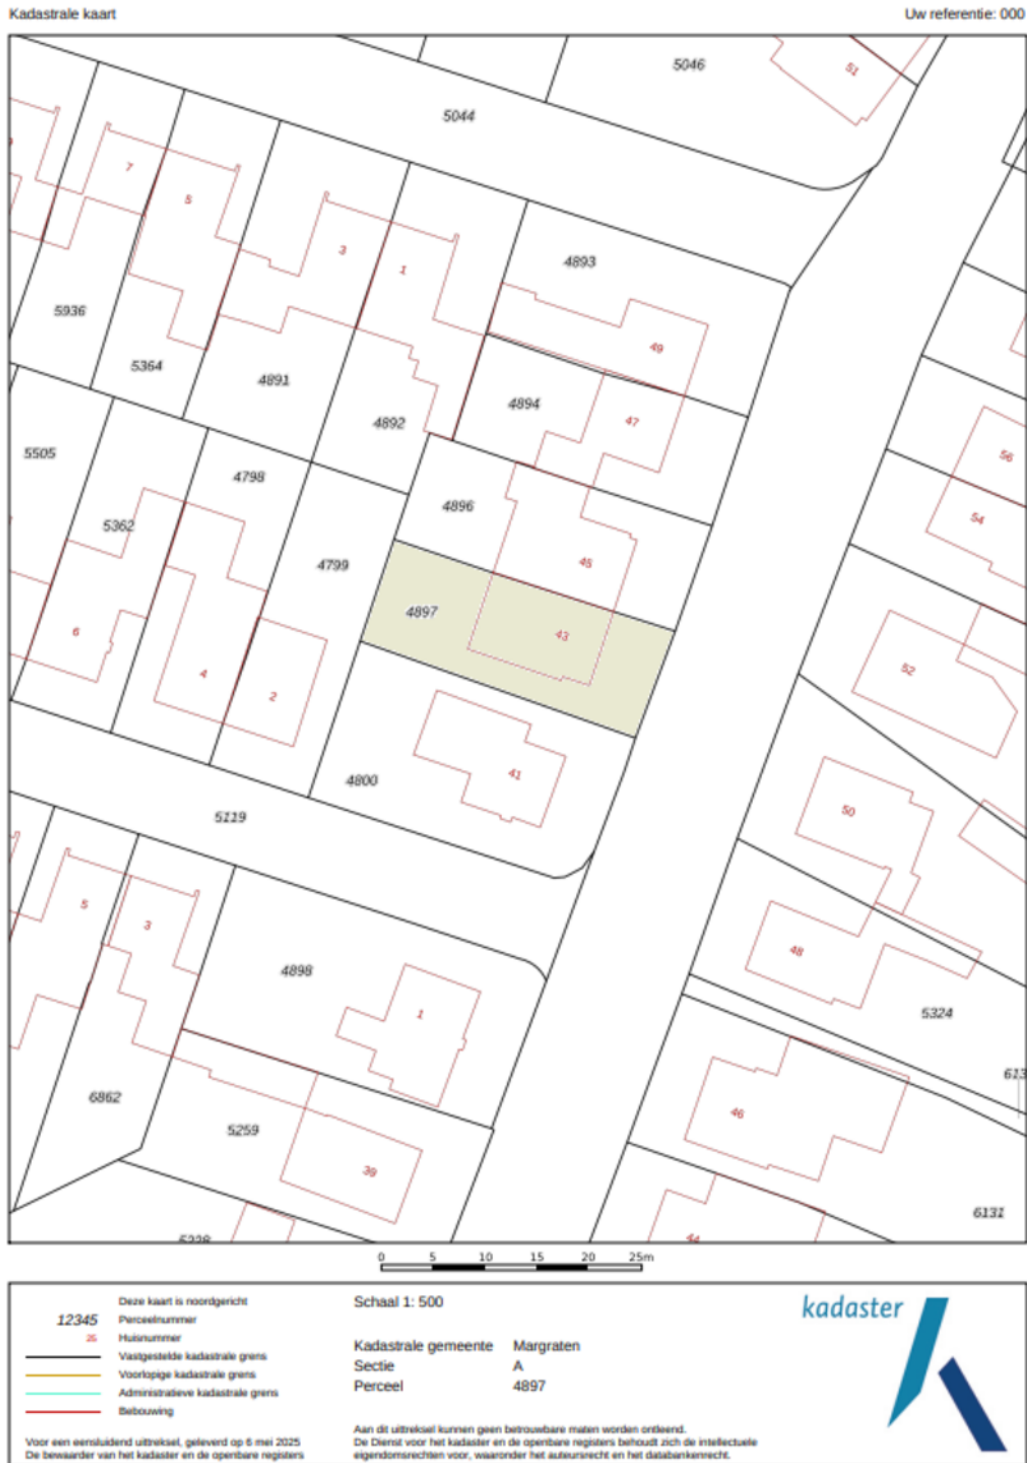 Kadastrale kaart
Uw referentie: 000
5046
51
5044
7
5
3
1
4893
49
5936
5364
4891
4892
4894
47
56
5505
4798
4896
54
5362
4799
45
4897
43
6
4
2
52
4800
41
50
5119
5
3
4898
1
48
5324
613
6862
5259
39
46
6131
5228
44
0 5 10 15 20 25m
Deze kaart is noordgericht
12345 Perceelnummer
25 Huisnummer
Vastgestelde kadastrale grens
Voorlopige kadastrale grens
Administratieve kadastrale grens
Bebouwing
Voor een eensluidend uittreksel, geleverd op 6 mei 2025
De bewaarder van het kadaster en de openbare registers
Schaal 1: 500
Kadastrale gemeente Margraten
Sectie A
Perceel 4897
Aan dit uittreksel kunnen geen betrouwbare maten worden ontleend.
De Dienst voor het kadaster en de openbare registers behoudt zich de intellectuele
eigendomsrechten voor, waaronder het auteursrecht en het databankenrecht.
kadaster